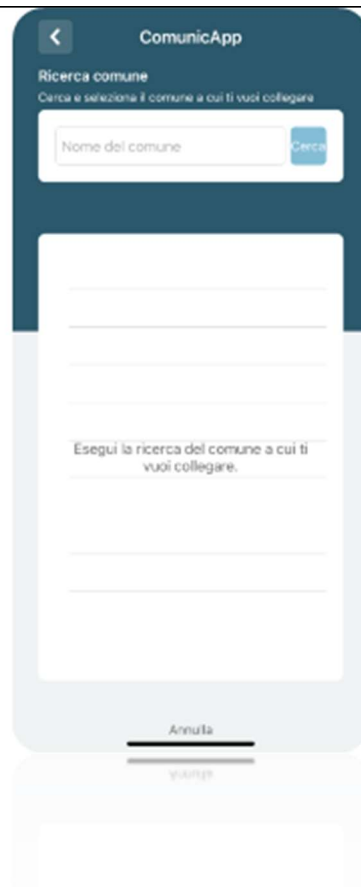 ComunicApp
Ricerca comune
Cerca e seleziona il comune a cui ti vuoi collegare
Nome del comune
Cerca
Esegui la ricerca del comune a cui ti
vuoi collegare.
Annulla